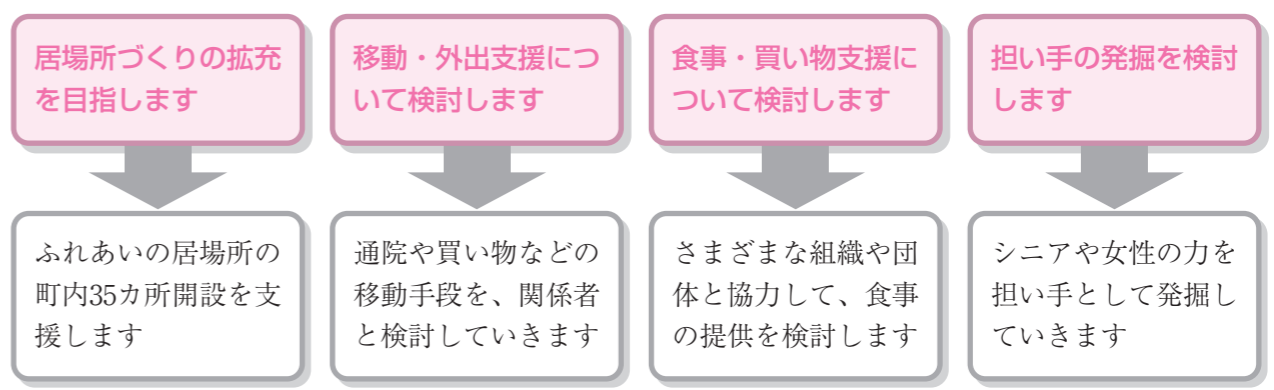 居場所づくりの拡充
を目指します
移動・外出支援につ
いて検討します
食事・買い物支援に
ついて検討します
担い手の発掘を検討
します
ふれあいの居場所の
町内35カ所開設を支
援します
通院や買い物などの
移動手段を、関係者
と検討していきます
さまざまな組織や団
体と協力して、食事
の提供を検討します
シニアや女性の力を
担い手として発掘し
ていきます